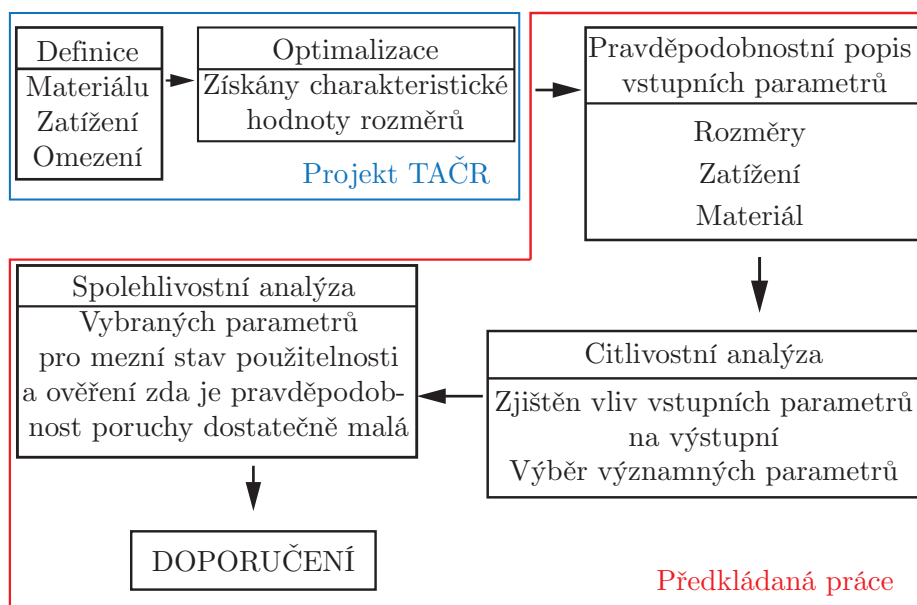 Definice
Materiálu
Zatížení
Omezení
Optimalizace
Získány charakteristické
hodnoty rozměrů
Projekt TAČR
Pravděpodobnostní popis
vstupních parametrů
Rozměry
Zatížení
Materiál
Citlivostní analýza
Zjištěn vliv vstupních parametrů
na výstupní
Výběr významných parametrů
Spolehlivostní analýza
Vybraných parametrů
pro mezní stav použitelnosti
a ověření zda je pravděpodob-
nost poruchy dostatečně malá
DOPORUČENÍ
Předkládaná práce